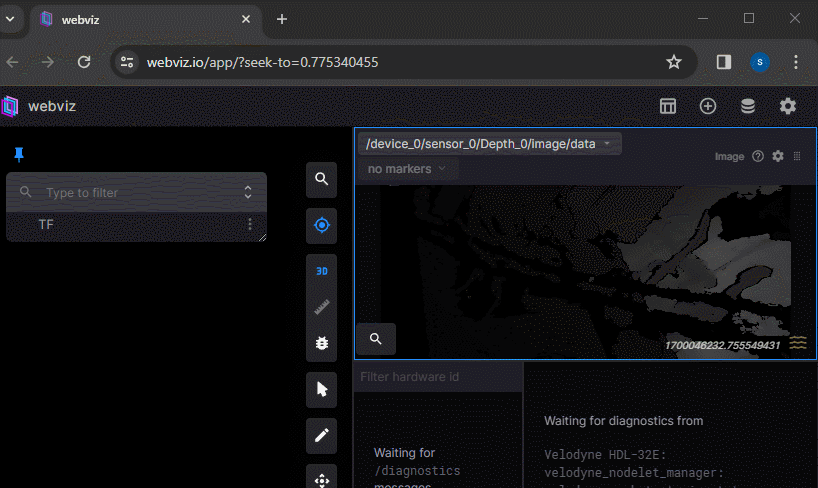 webviz
webviz.io/app/?seek-to=0.775340455
S
webviz
/device_0/sensor_0/Depth_0/image/data
Image
no markers
Type to filter
TF
3D
1700046232.755549431
Filter hardware id
Waiting for
/diagnostics
messages
Waiting for diagnostics from
Velodyne HDL-32E:
velodyne_nodelet_manager: